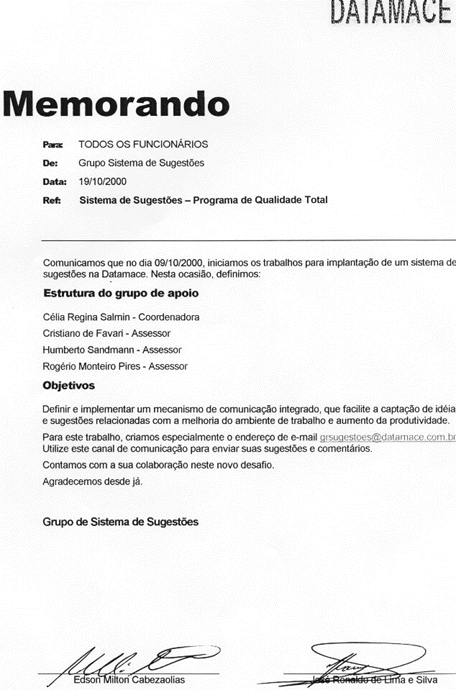 DATAMACE
Memorando
Para: TODOS OS FUNCIONÁRIOS
De: Grupo Sistema de Sugestões
Data: 19/10/2000
Ref: Sistema de Sugestões – Programa de Qualidade Total
Comunicamos que no dia 09/10/2000, iniciamos os trabalhos para implantação de um sistema de
sugestões na Datamace. Nesta ocasião, definimos:
Estrutura do grupo de apoio
Célia Regina Salmin - Coordenadora
Cristiano de Favari - Assessor
Humberto Sandmann - Assessor
Rogério Monteiro Pires - Assessor
Objetivos
Definir e implementar um mecanismo de comunicação integrado, que facilite a captação de idéia
e sugestões relacionadas com a melhoria do ambiente de trabalho e aumento da produtividade.
Para este trabalho, criamos especialmente o endereço de e-mail grsugestoes@datamace.com.br
Utilize este canal de comunicação para enviar suas sugestões e comentários.
Contamos com a sua colaboração neste novo desafio.
Agradecemos desde já.
Grupo de Sistema de Sugestões
Edson Milton Cabezaolias
José Ronaldo de Lima e Silva